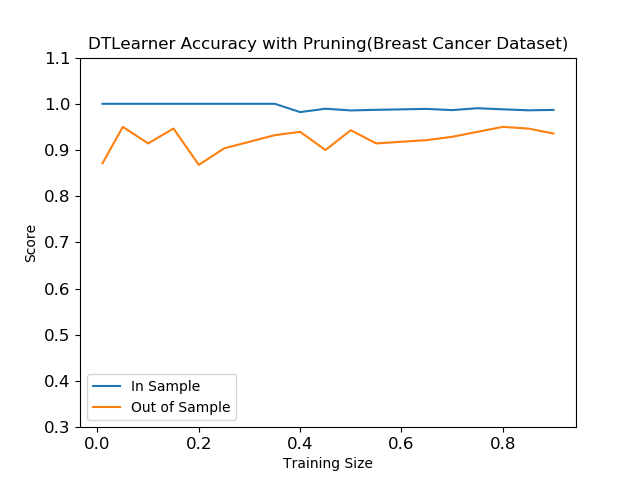 DTLearner Accuracy with Pruning(Breast Cancer Dataset)
1.1
1.0
0.9
0.8
0.7
0.6
0.5
0.4
0.3
Score
In Sample
Out of Sample
0.0 0.2 0.4 0.6 0.8
Training Size